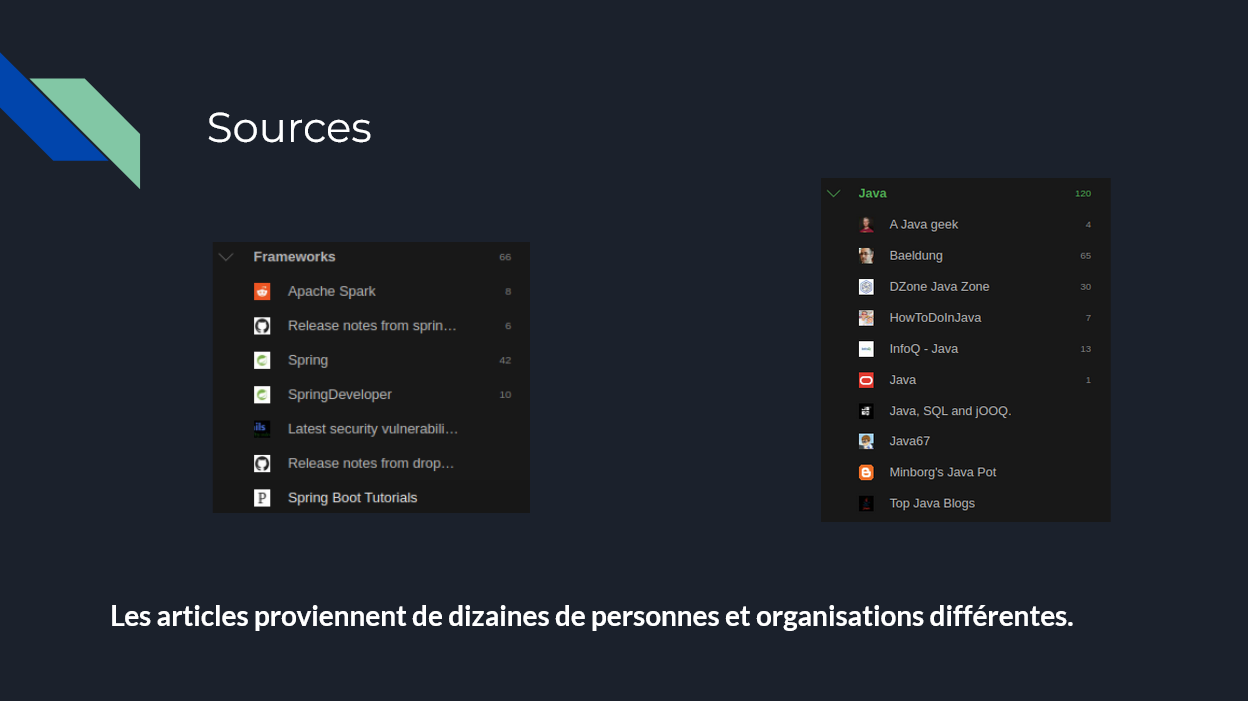 Sources
Frameworks 66
Apache Spark 8
Release notes from sprin… 6
Spring 42
SpringDeveloper 10
Latest security vulnerabili…
Release notes from drop…
Spring Boot Tutorials
Java 120
A Java geek 4
Baeldung 65
DZone Java Zone 30
HowToDoInJava 7
InfoQ - Java 13
Java 1
Java, SQL and jOOQ.
Java67
Minborg's Java Pot
Top Java Blogs
Les articles proviennent de dizaines de personnes et organisations différentes.